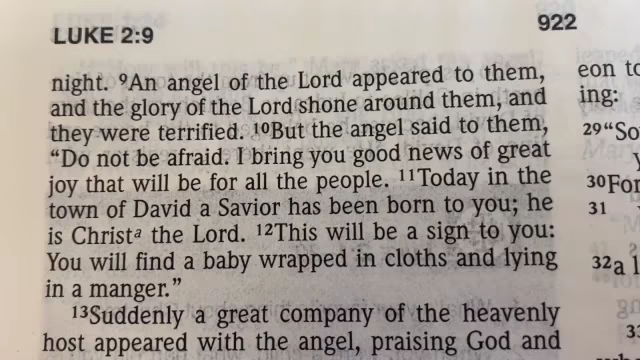 LUKE 2:9
922
night. ⁹An angel of the Lord appeared to them,
and the glory of the Lord shone around them, and
they were terrified. ¹⁰But the angel said to them,
“Do not be afraid. I bring you good news of great
joy that will be for all the people. ¹¹Today in the
town of David a Savior has been born to you; he
is Christᵃ the Lord. ¹²This will be a sign to you:
You will find a baby wrapped in cloths and lying
in a manger.”
¹³Suddenly a great company of the heavenly
host appeared with the angel, praising God and
eon to
ing:
29“So
30For
31
32a l